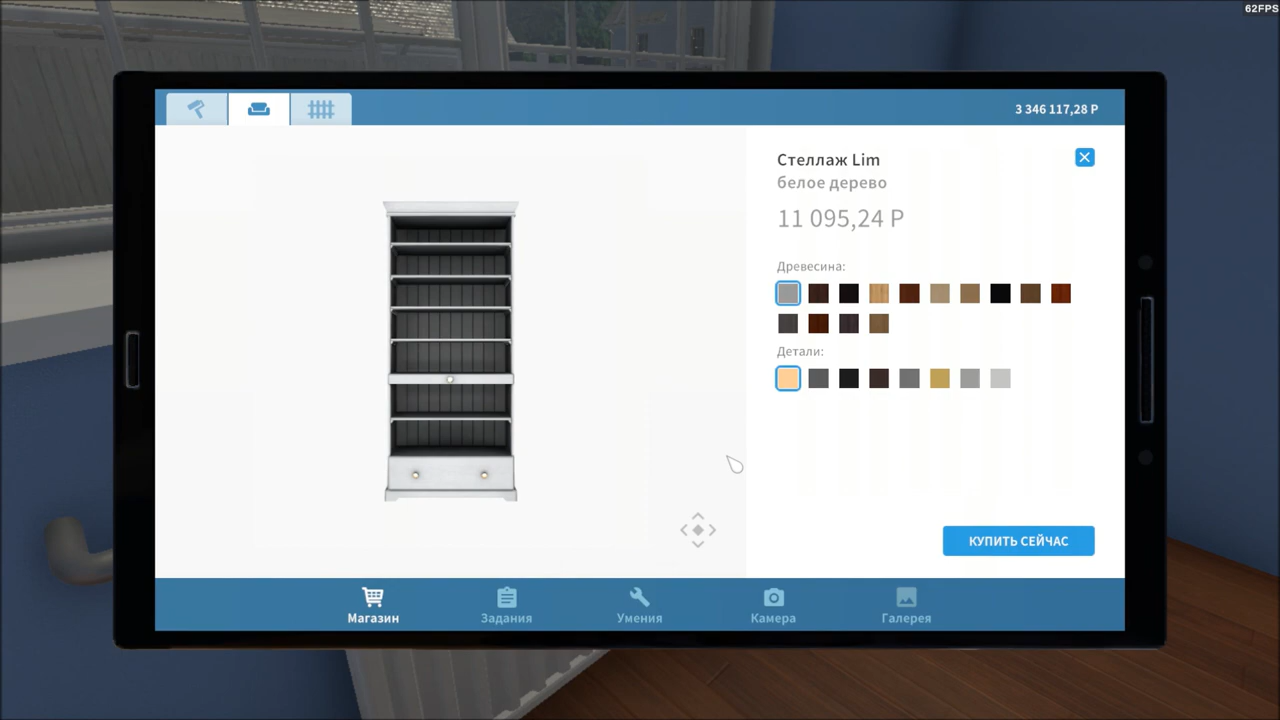 62FPS
3 346 117,28 Р
Стеллаж Lim
белое дерево
11 095,24 Р
Древесина:
Детали:
КУПИТЬ СЕЙЧАС
Магазин
Задания
Умения
Камера
Галерея